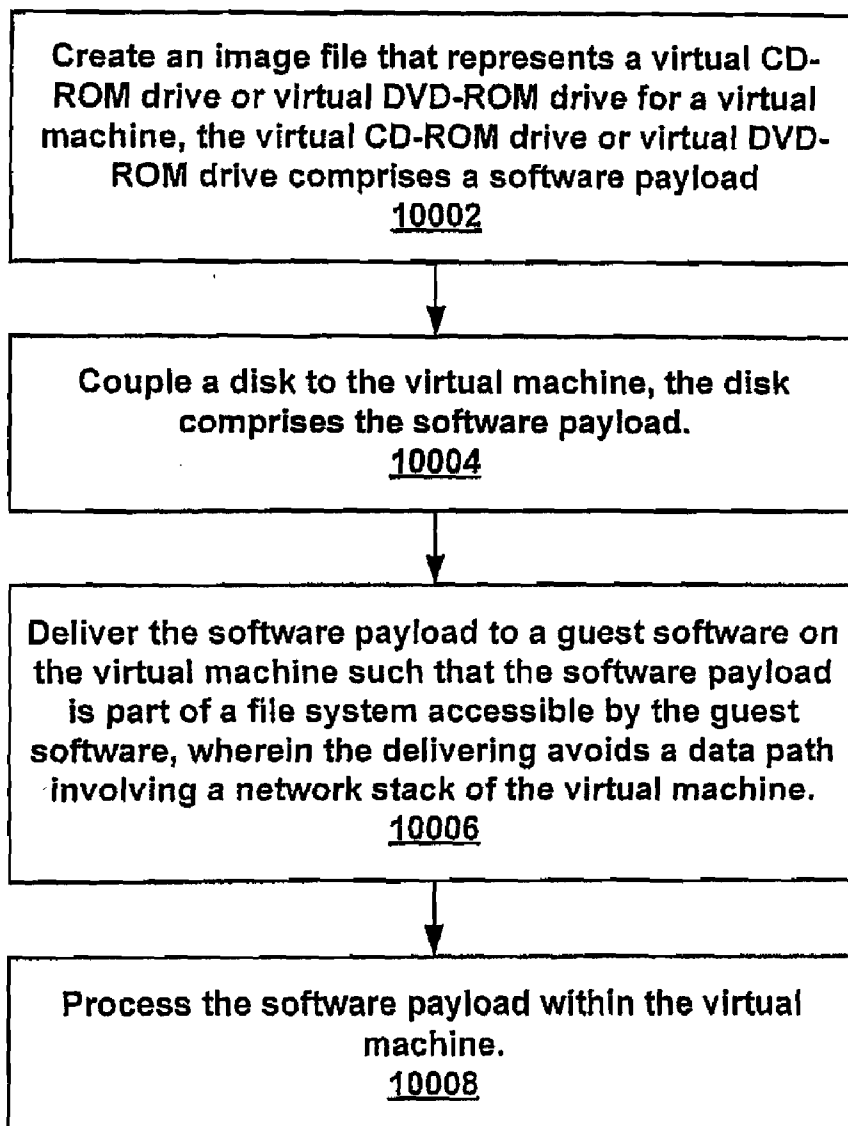 Create an image file that represents a virtual CD-
ROM drive or virtual DVD-ROM drive for a virtual
machine, the virtual CD-ROM drive or virtual DVD-
ROM drive comprises a software payload
10002
Couple a disk to the virtual machine, the disk
comprises the software payload.
10004
Deliver the software payload to a guest software on
the virtual machine such that the software payload
is part of a file system accessible by the guest
software, wherein the delivering avoids a data path
involving a network stack of the virtual machine.
10006
Process the software payload within the virtual
machine.
10008